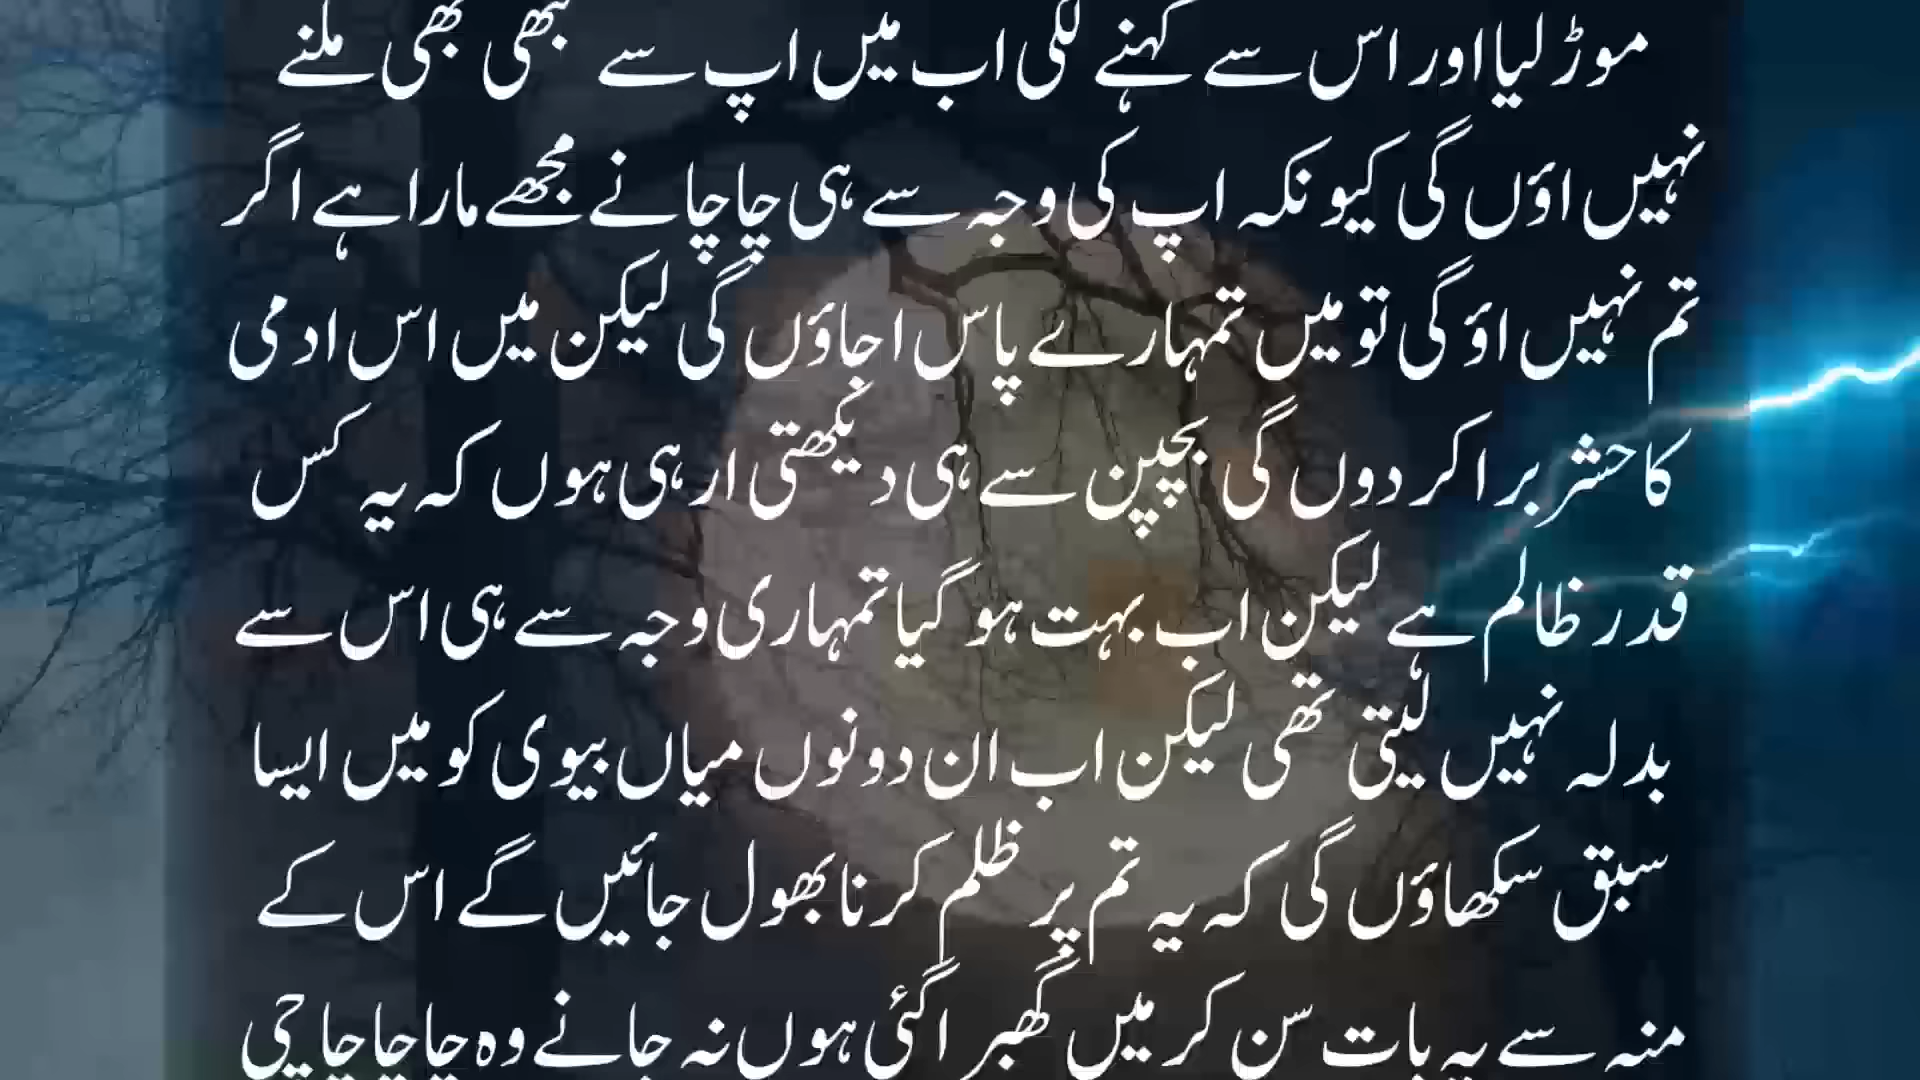 موڑ لیا اور اس سے کہنے لگی اب میں اپ سے کبھی بھی ملنے
نہیں اؤں گی کیونکہ اپ کی وجہ سے ہی چاچا نے مجھے مارا ہے اگر
تم نہیں اؤ گی تو میں تمہارے پاس اجاؤں گی لیکن میں اس ادمی
کا حشر برا کر دوں گی بچپن سے ہی دیکھتی ارہی ہوں کہ یہ کس
قدر ظالم ہے لیکن اب بہت ہو گیا تمہاری وجہ سے ہی اس سے
بدلہ نہیں لیتی تھی لیکن اب ان دونوں میاں بیوی کو میں ایسا
سبق سکھاؤں گی کہ یہ تم پر ظلم کرنا بھول جائیں گے اس کے
منہ سے یہ بات سن کر میں گھبرا گئی ہوں نہ جانے وہ چاچا چاچی